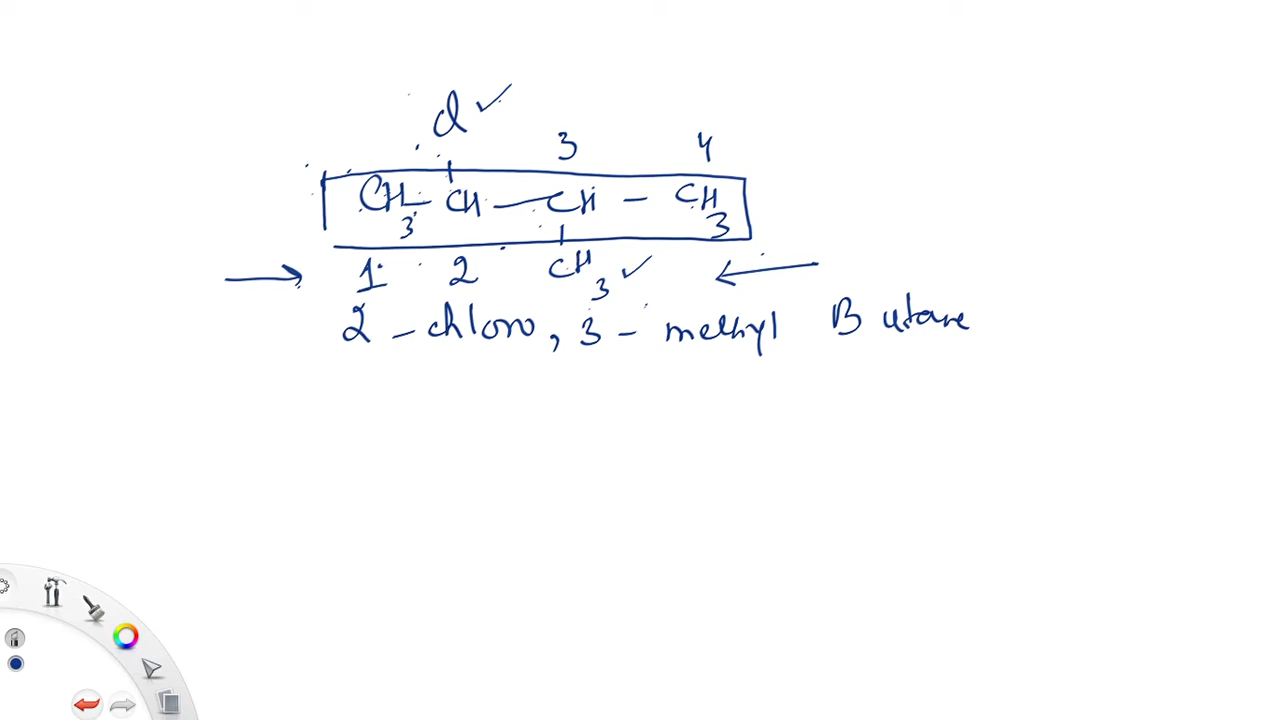 Cl ✓
3 4
CH3 - CH — CH - CH3
→ 1 2 CH3 ✓ ←
2 - chloro, 3 - methyl Butane